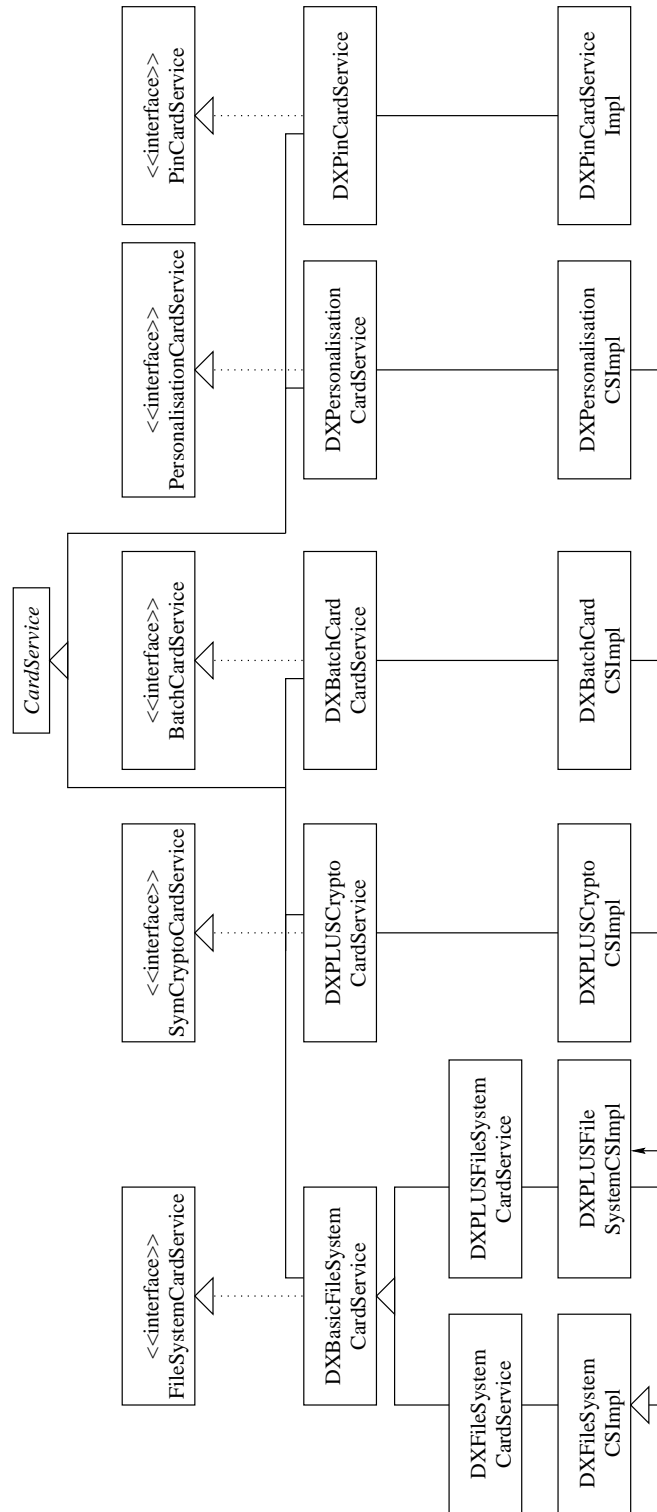 CardService
<<interface>>
FileSystemCardService
<<interface>>
SymCryptoCardService
<<interface>>
BatchCardService
<<interface>>
PersonalisationCardService
<<interface>>
PinCardService
DXBasicFileSystem
CardService
DXPLUSCrypto
CardService
DXBatchCard
CardService
DXPersonalisation
CardService
DXPinCardService
DXFileSystem
CardService
DXPLUSFileSystem
CardService
DXFileSystem
CSImpl
DXPLUSFile
SystemCSImpl
DXPLUSCrypto
CSImpl
DXBatchCard
CSImpl
DXPersonalisation
CSImpl
DXPinCardService
Impl